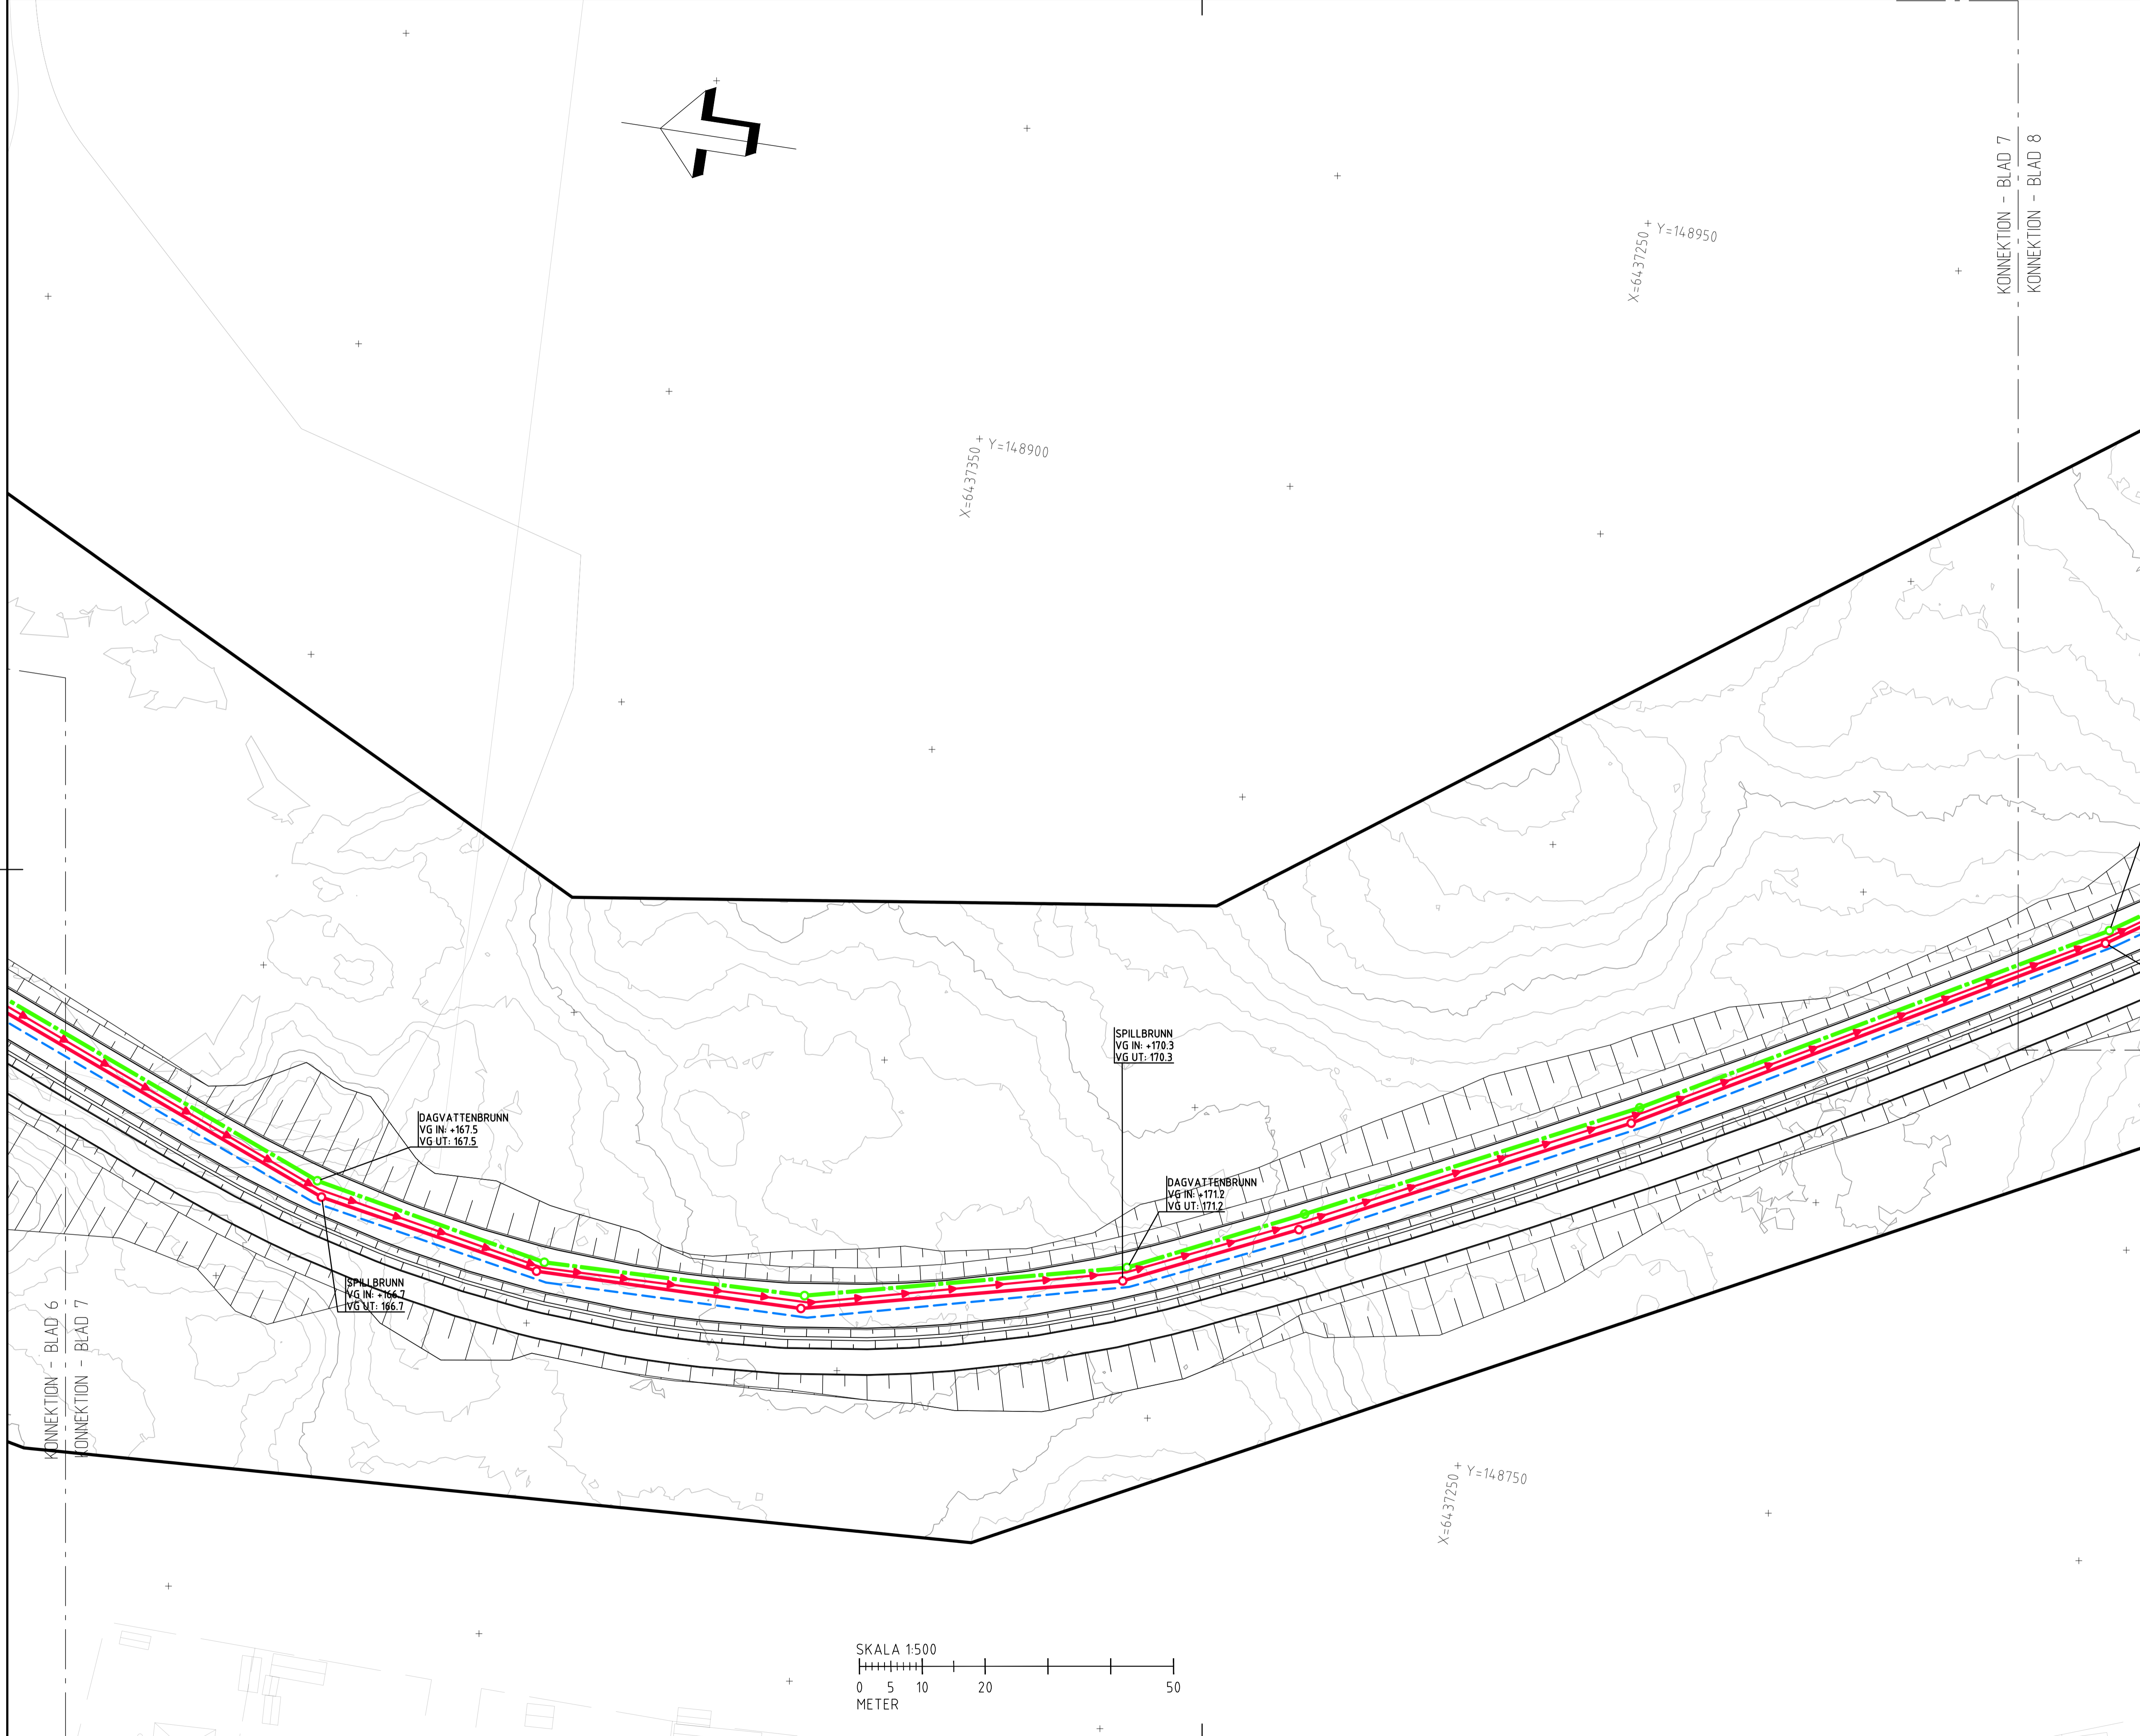 KONNEKTION - BLAD 7
KONNEKTION - BLAD 8
Y=148950
X=6437250
Y=148900
X=6437350
SPILLBRUNN
VG IN: +170.3
VG UT: 170.3
DAGVATTENBRUNN
VG IN: +167.5
VG UT: 167.5
DAGVATTENBRUNN
VG IN: +171.2
VG UT: 171.2
SPILLBRUNN
VG IN: +166.7
VG UT: 166.7
KONNEKTION - BLAD 6
KONNEKTION - BLAD 7
Y=148750
X=6437250
SKALA 1:500
0 5 10 20 50
METER